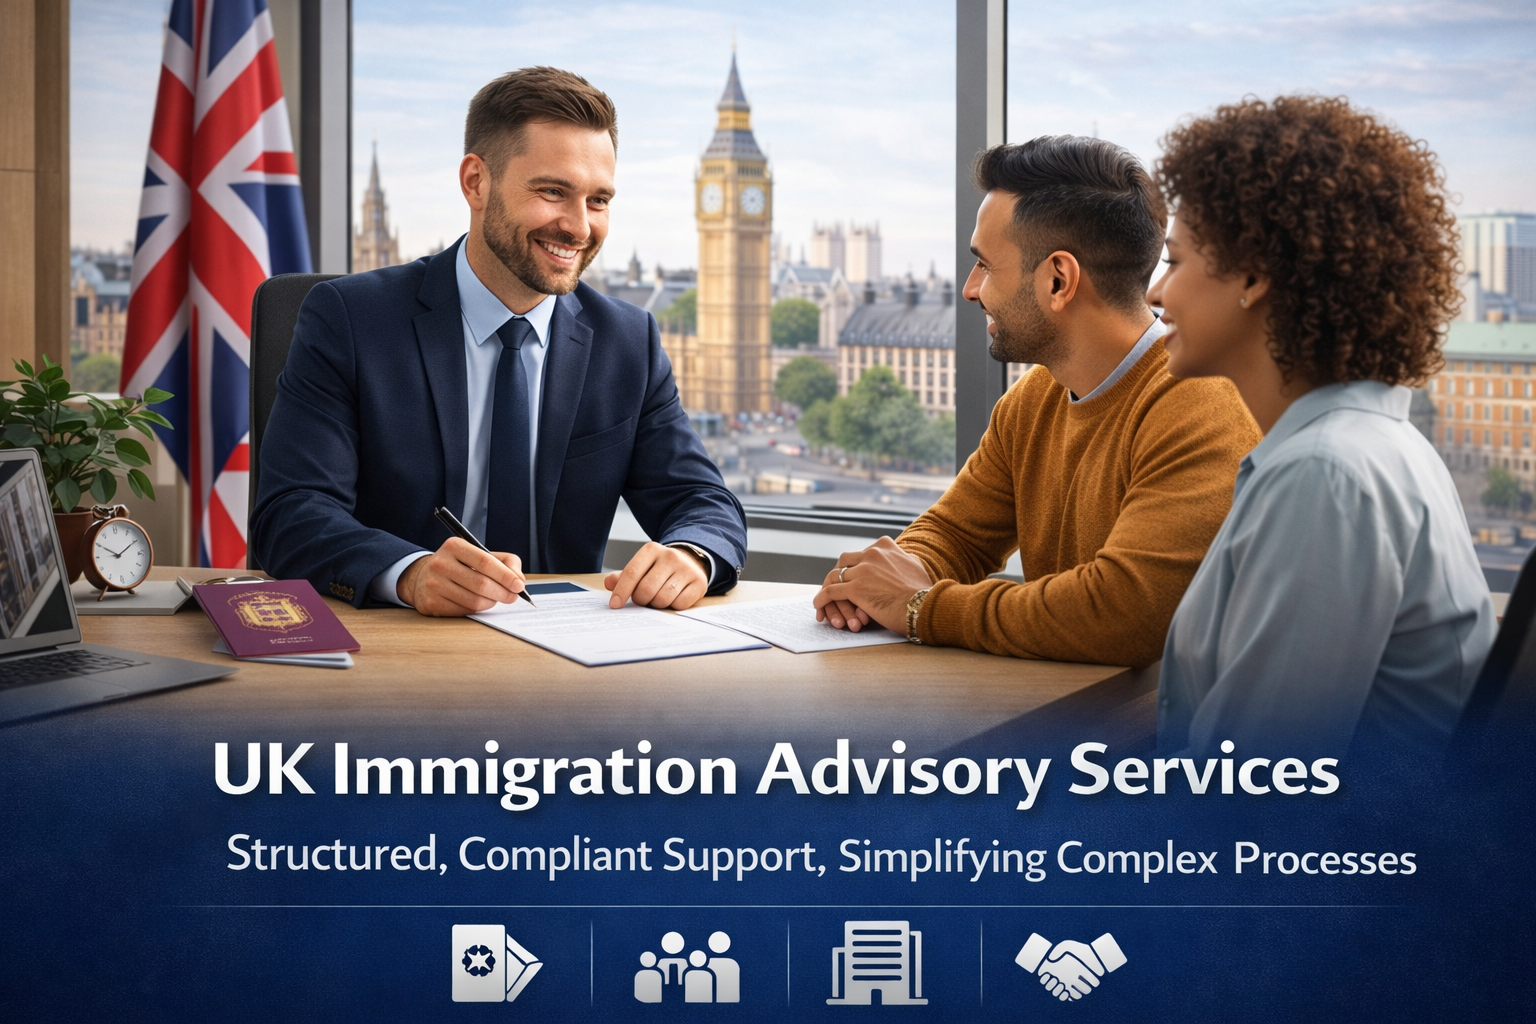 UK Immigration Advisory Services
Structured, Compliant Support, Simplifying Complex Processes